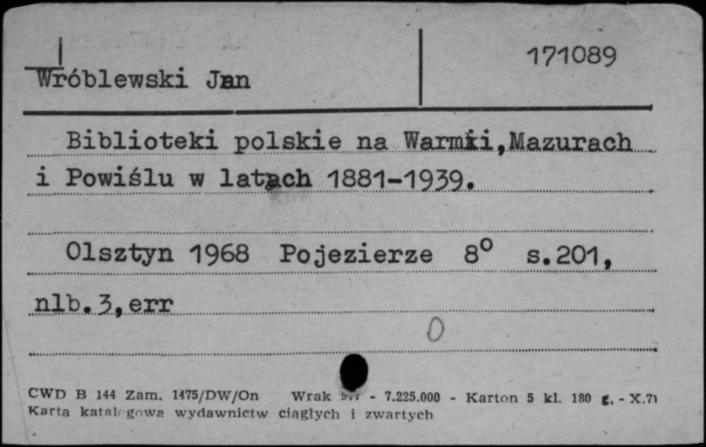 Wróblewski Jan
171089
Biblioteki polskie na Warmii, Mazurach
i Powiślu w latach 1881-1939.
Olsztyn 1968 Pojezierze 8° s.201,
nlb.3,err
0
CWD B 144 Zam. 1475/DW/On Wrak - 7.225.000 - Karton 5 kl. 180 g. - X.71
Karta katalogowa wydawnictw ciągłych i zwartych